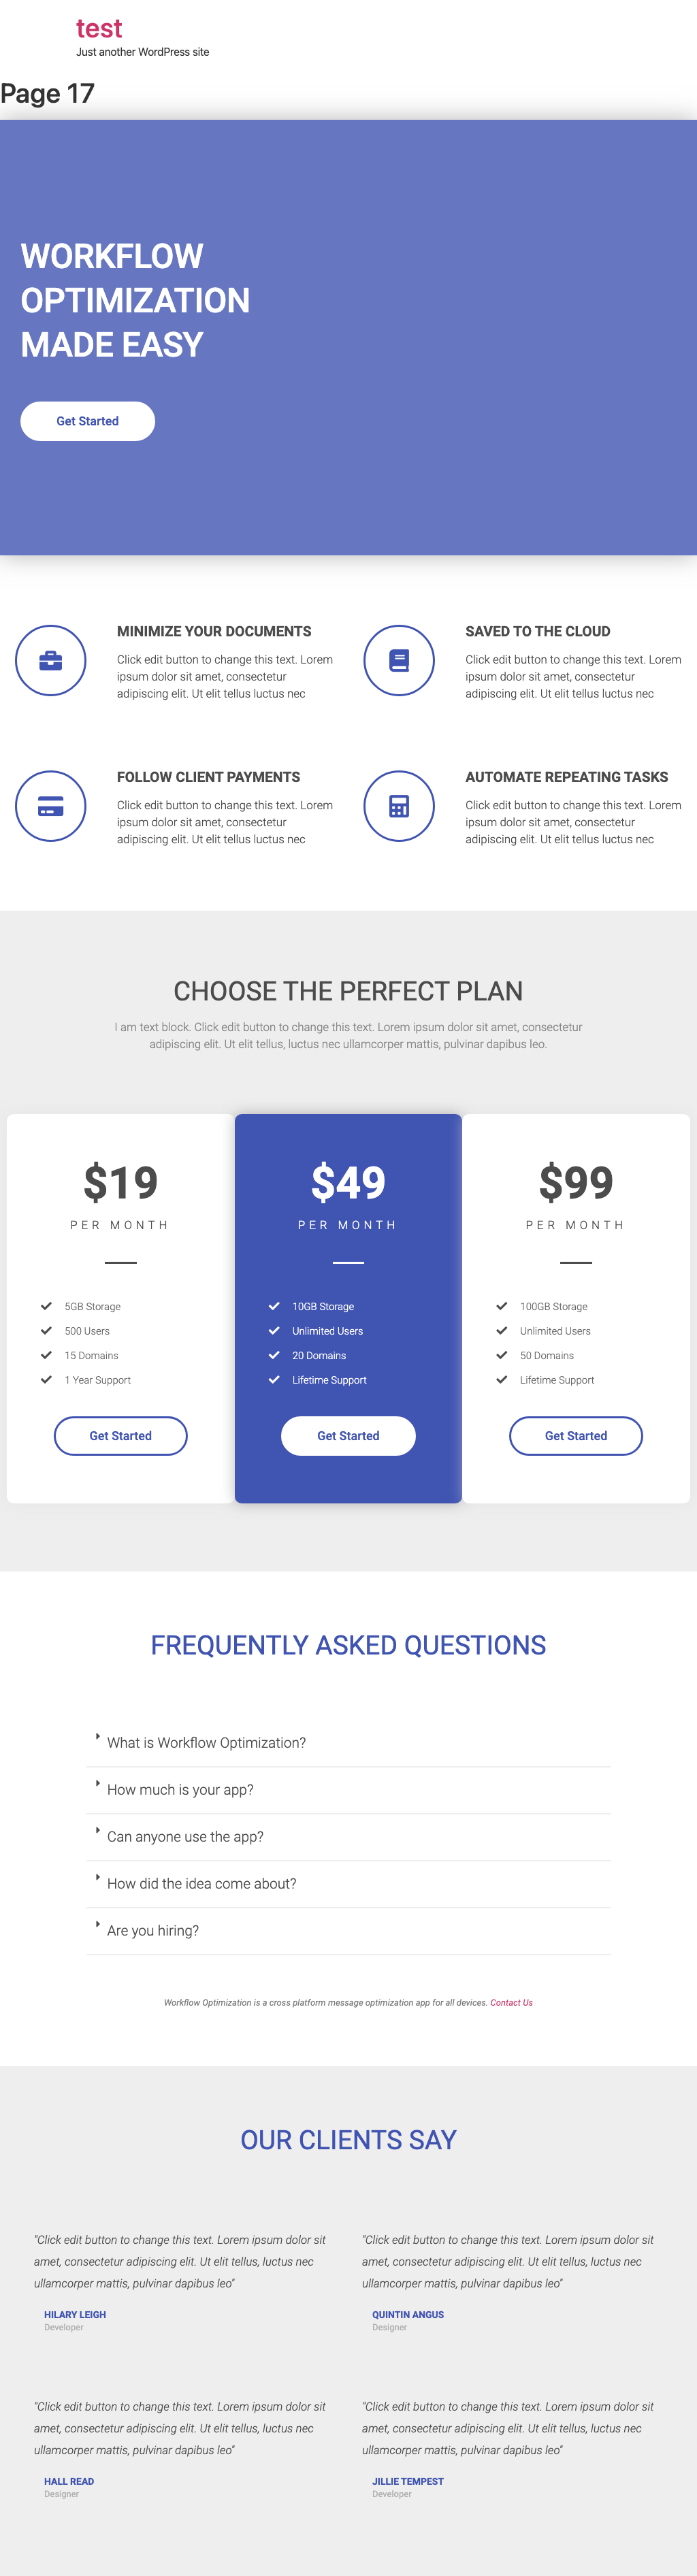 test
Just another WordPress site
Page 17
WORKFLOW
OPTIMIZATION
MADE EASY
Get Started
MINIMIZE YOUR DOCUMENTS
Click edit button to change this text. Lorem
ipsum dolor sit amet, consectetur
adipiscing elit. Ut elit tellus luctus nec
SAVED TO THE CLOUD
Click edit button to change this text. Lorem
ipsum dolor sit amet, consectetur
adipiscing elit. Ut elit tellus luctus nec
FOLLOW CLIENT PAYMENTS
Click edit button to change this text. Lorem
ipsum dolor sit amet, consectetur
adipiscing elit. Ut elit tellus luctus nec
AUTOMATE REPEATING TASKS
Click edit button to change this text. Lorem
ipsum dolor sit amet, consectetur
adipiscing elit. Ut elit tellus luctus nec
CHOOSE THE PERFECT PLAN
I am text block. Click edit button to change this text. Lorem ipsum dolor sit amet, consectetur
adipiscing elit. Ut elit tellus, luctus nec ullamcorper mattis, pulvinar dapibus leo.
$19
PER MONTH
5GB Storage
500 Users
15 Domains
1 Year Support
Get Started
$49
PER MONTH
10GB Storage
Unlimited Users
20 Domains
Lifetime Support
Get Started
$99
PER MONTH
100GB Storage
Unlimited Users
50 Domains
Lifetime Support
Get Started
FREQUENTLY ASKED QUESTIONS
What is Workflow Optimization?
How much is your app?
Can anyone use the app?
How did the idea come about?
Are you hiring?
Workflow Optimization is a cross platform message optimization app for all devices. Contact Us
OUR CLIENTS SAY
"Click edit button to change this text. Lorem ipsum dolor sit
amet, consectetur adipiscing elit. Ut elit tellus, luctus nec
ullamcorper mattis, pulvinar dapibus leo"
HILARY LEIGH
Developer
"Click edit button to change this text. Lorem ipsum dolor sit
amet, consectetur adipiscing elit. Ut elit tellus, luctus nec
ullamcorper mattis, pulvinar dapibus leo"
QUINTIN ANGUS
Designer
"Click edit button to change this text. Lorem ipsum dolor sit
amet, consectetur adipiscing elit. Ut elit tellus, luctus nec
ullamcorper mattis, pulvinar dapibus leo"
HALL READ
Designer
"Click edit button to change this text. Lorem ipsum dolor sit
amet, consectetur adipiscing elit. Ut elit tellus, luctus nec
ullamcorper mattis, pulvinar dapibus leo"
JILLIE TEMPEST
Developer